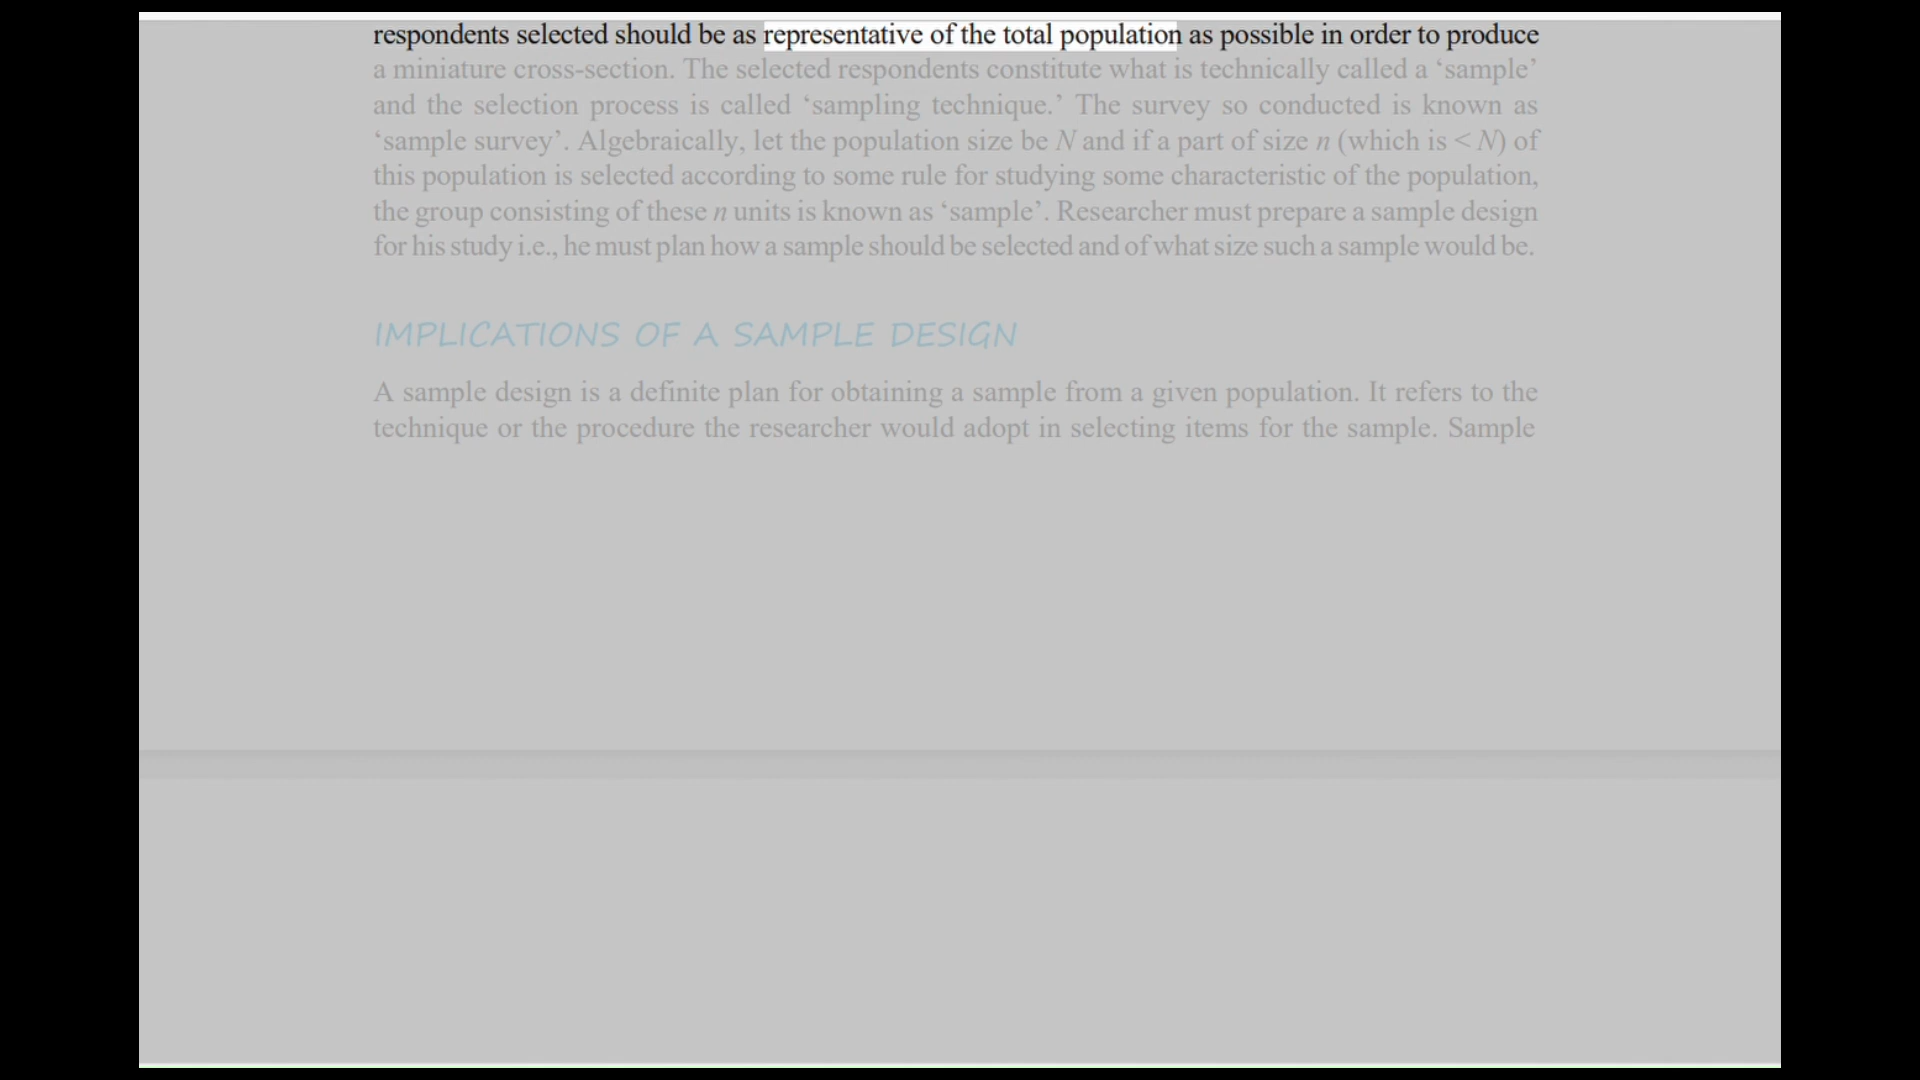 respondents selected should be as representative of the total population as possible in order to produce
a miniature cross-section. The selected respondents constitute what is technically called a ‘sample’
and the selection process is called ‘sampling technique.’ The survey so conducted is known as
‘sample survey’. Algebraically, let the population size be N and if a part of size n (which is < N) of
this population is selected according to some rule for studying some characteristic of the population,
the group consisting of these n units is known as ‘sample’. Researcher must prepare a sample design
for his study i.e., he must plan how a sample should be selected and of what size such a sample would be.
IMPLICATIONS OF A SAMPLE DESIGN
A sample design is a definite plan for obtaining a sample from a given population. It refers to the
technique or the procedure the researcher would adopt in selecting items for the sample. Sample